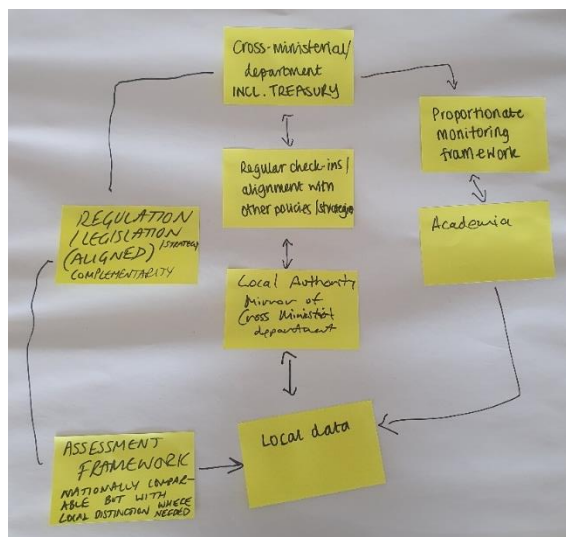 Cross-ministerial/
department
INCL. TREASURY
Proportionate
monitoring
framework
Regular check-ins/
alignment with
other policies/strategies
REGULATION
/LEGISLATION
(ALIGNED) /STRATEGY
COMPLEMENTARITY
Academia
Local Authority
Mirror of
Cross Ministerial
department
Local data
ASSESSMENT
FRAMEWORK
NATIONALLY COMPAR-
ABLE BUT WITH
LOCAL DISTINCTION WHERE
NEEDED